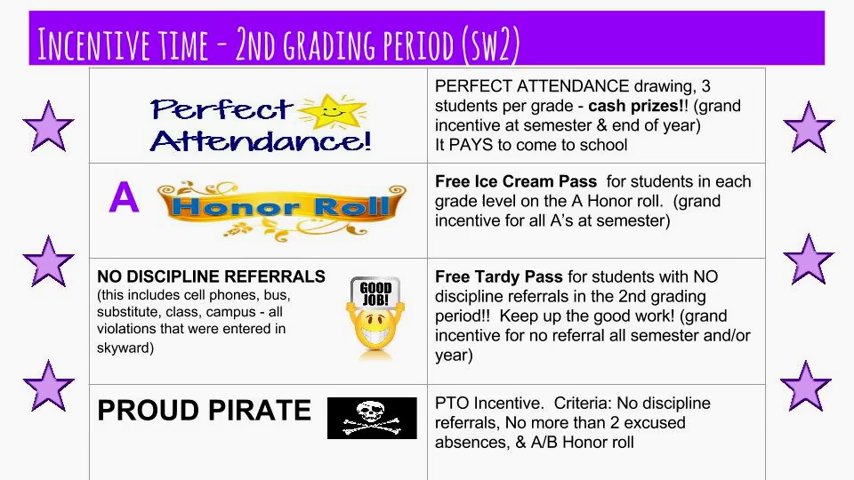 INCENTIVE TIME - 2ND GRADING PERIOD (SW2)
Perfect
Attendance!
PERFECT ATTENDANCE drawing, 3
students per grade - cash prizes!! (grand
incentive at semester & end of year)
It PAYS to come to school
A Honor Roll
Free Ice Cream Pass for students in each
grade level on the A Honor roll. (grand
incentive for all A's at semester)
NO DISCIPLINE REFERRALS
(this includes cell phones, bus,
substitute, class, campus - all
violations that were entered in
skyward)
GOOD
JOB!
Free Tardy Pass for students with NO
discipline referrals in the 2nd grading
period!! Keep up the good work! (grand
incentive for no referral all semester and/or
year)
PROUD PIRATE
PTO Incentive. Criteria: No discipline
referrals, No more than 2 excused
absences, & A/B Honor roll